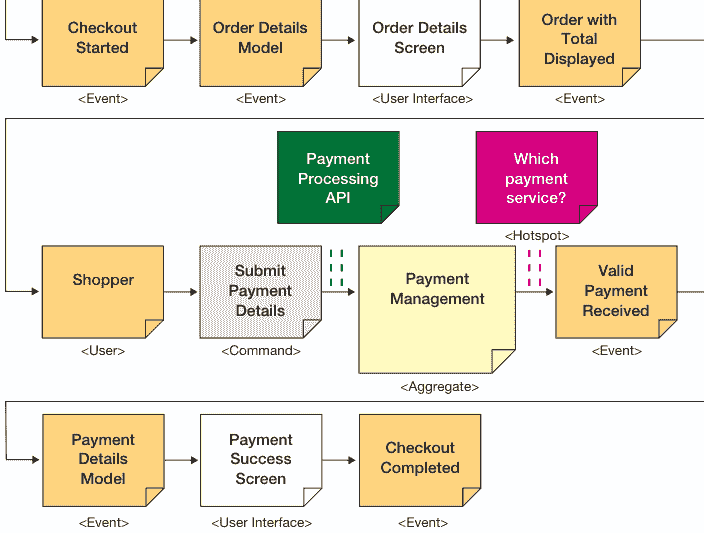 Checkout
Started
<Event>
Order Details
Model
<Event>
Order Details
Screen
<User Interface>
Order with
Total
Displayed
<Event>
Payment
Processing
API
Which
payment
service?
<Hotspot>
Shopper
<User>
Submit
Payment
Details
<Command>
Payment
Management
<Aggregate>
Valid
Payment
Received
<Event>
Payment
Details
Model
<Event>
Payment
Success
Screen
<User Interface>
Checkout
Completed
<Event>